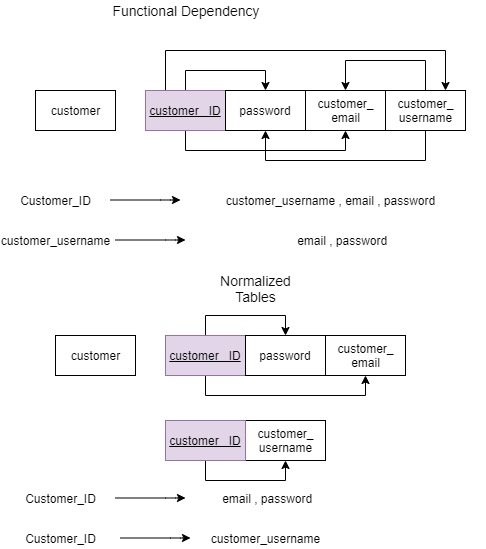 Functional Dependency
customer
customer_ID
password
customer_
email
customer_
username
Customer_ID
customer_username , email , password
customer_username
email , password
Normalized
Tables
customer
customer_ID
password
customer_
email
customer_ID
customer_
username
Customer_ID
email , password
Customer_ID
customer_username